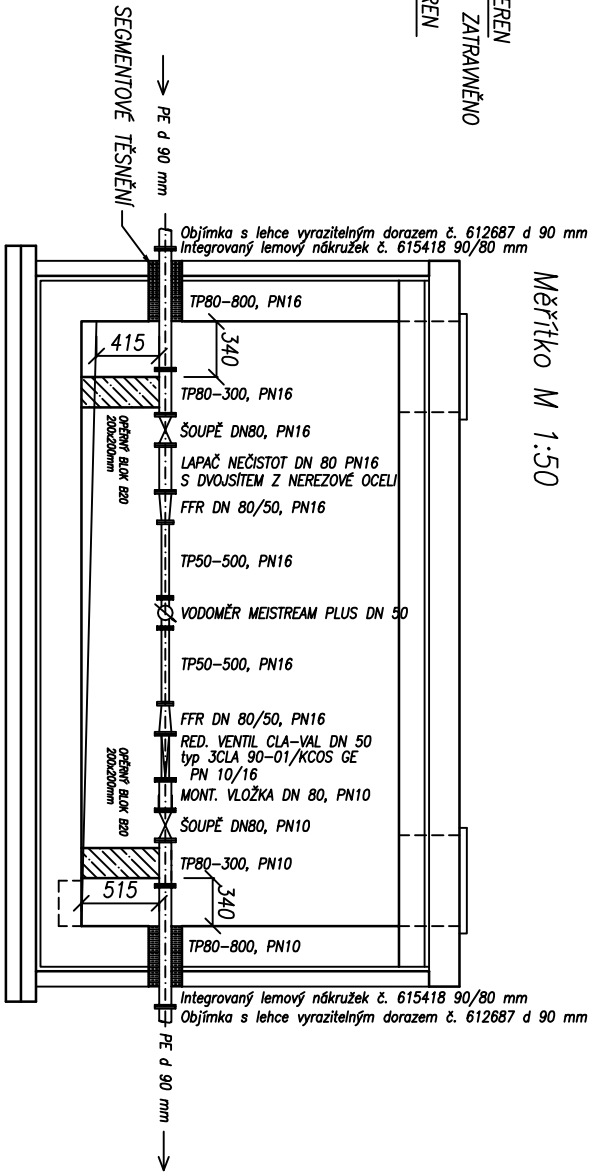 EREN
ZATRAVNĚNO
EREN
Měřítko M 1:50
SEGMENTOVÉ TĚSNĚNÍ
PE d 90 mm
Objímka s lehce vyrazitelným dorazem č. 612687 d 90 mm
Integrovaný lemový nákružek č. 615418 90/80 mm
TP80-800, PN16
340
415
TP80-300, PN16
OPĚRNÝ BLOK B20
200x200mm
ŠOUPĚ DN80, PN16
LAPAČ NEČISTOT DN 80 PN16
S DVOJSÍTEM Z NEREZOVÉ OCELI
FFR DN 80/50, PN16
TP50-500, PN16
VODOMĚR MEISTREAM PLUS DN 50
TP50-500, PN16
FFR DN 80/50, PN16
RED. VENTIL CLA-VAL DN 50
typ 3CLA 90-01/KCOS GE
PN 10/16
MONT. VLOŽKA DN 80, PN10
OPĚRNÝ BLOK B20
200x200mm
ŠOUPĚ DN80, PN10
TP80-300, PN10
515
340
TP80-800, PN10
Integrovaný lemový nákružek č. 615418 90/80 mm
Objímka s lehce vyrazitelným dorazem č. 612687 d 90 mm
PE d 90 mm